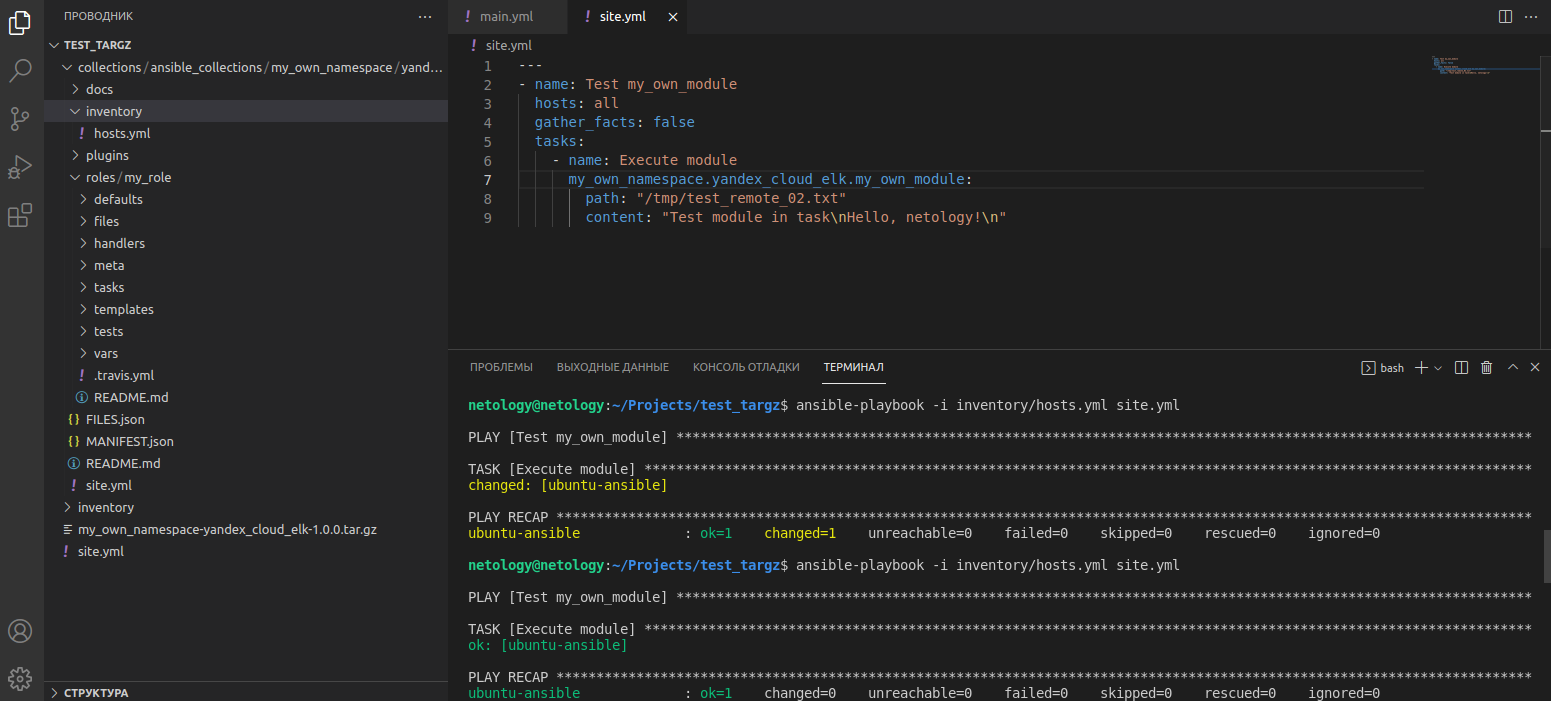 ПРОВОДНИК
TEST_TARGZ
collections/ansible_collections/my_own_namespace/yand...
docs
inventory
hosts.yml
plugins
roles/my_role
defaults
files
handlers
meta
tasks
templates
tests
vars
.travis.yml
README.md
FILES.json
MANIFEST.json
README.md
site.yml
inventory
my_own_namespace-yandex_cloud_elk-1.0.0.tar.gz
site.yml
СТРУКТУРА
main.yml site.yml
site.yml
1 ---
2 - name: Test my_own_module
3 hosts: all
4 gather_facts: false
5 tasks:
6 - name: Execute module
7 my_own_namespace.yandex_cloud_elk.my_own_module:
8 path: "/tmp/test_remote_02.txt"
9 content: "Test module in task\nHello, netology!\n"
ПРОБЛЕМЫ ВЫХОДНЫЕ ДАННЫЕ КОНСОЛЬ ОТЛАДКИ ТЕРМИНАЛ bash
netology@netology:~/Projects/test_targz$ ansible-playbook -i inventory/hosts.yml site.yml
PLAY [Test my_own_module] ***********************************************************************************************************
TASK [Execute module] ***************************************************************************************************************
changed: [ubuntu-ansible]
PLAY RECAP **************************************************************************************************************************
ubuntu-ansible : ok=1 changed=1 unreachable=0 failed=0 skipped=0 rescued=0 ignored=0
netology@netology:~/Projects/test_targz$ ansible-playbook -i inventory/hosts.yml site.yml
PLAY [Test my_own_module] ***********************************************************************************************************
TASK [Execute module] ***************************************************************************************************************
ok: [ubuntu-ansible]
PLAY RECAP **************************************************************************************************************************
ubuntu-ansible : ok=1 changed=0 unreachable=0 failed=0 skipped=0 rescued=0 ignored=0